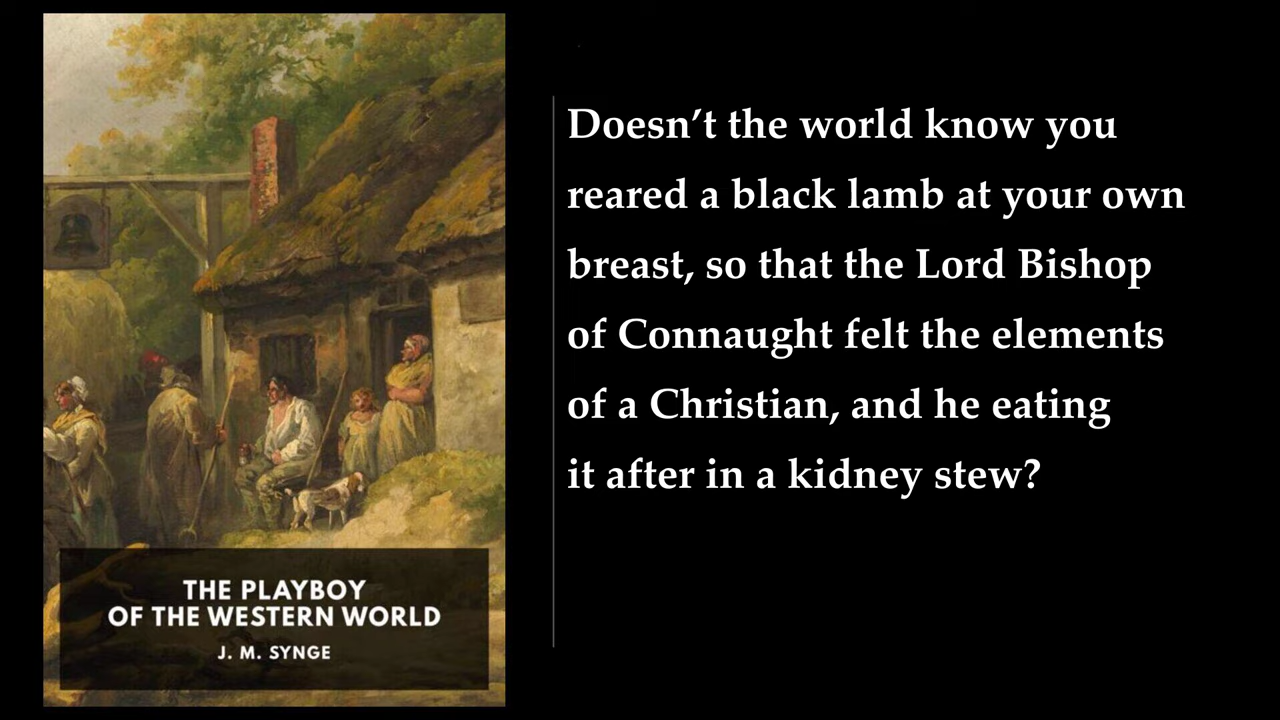 THE PLAYBOY
OF THE WESTERN WORLD
J. M. SYNGE
Doesn’t the world know you
reared a black lamb at your own
breast, so that the Lord Bishop
of Connaught felt the elements
of a Christian, and he eating
it after in a kidney stew?